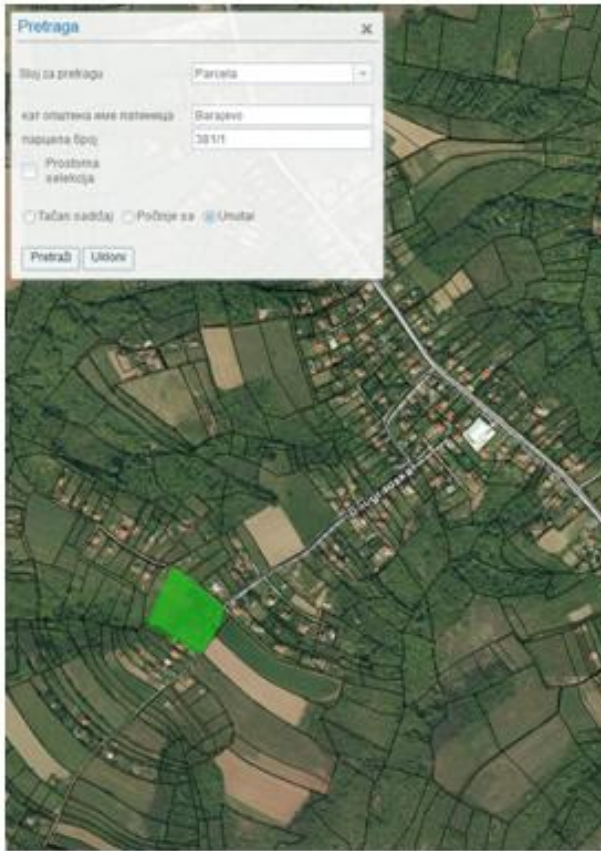 Pretraga
Sloj za pretragu
Parcela
кат општина име латиница
Barajevo
парцела број
381/1
Prostorna
selekcija
Tačan sadržaj
Počinje sa
Unutar
Pretraži
Ukloni